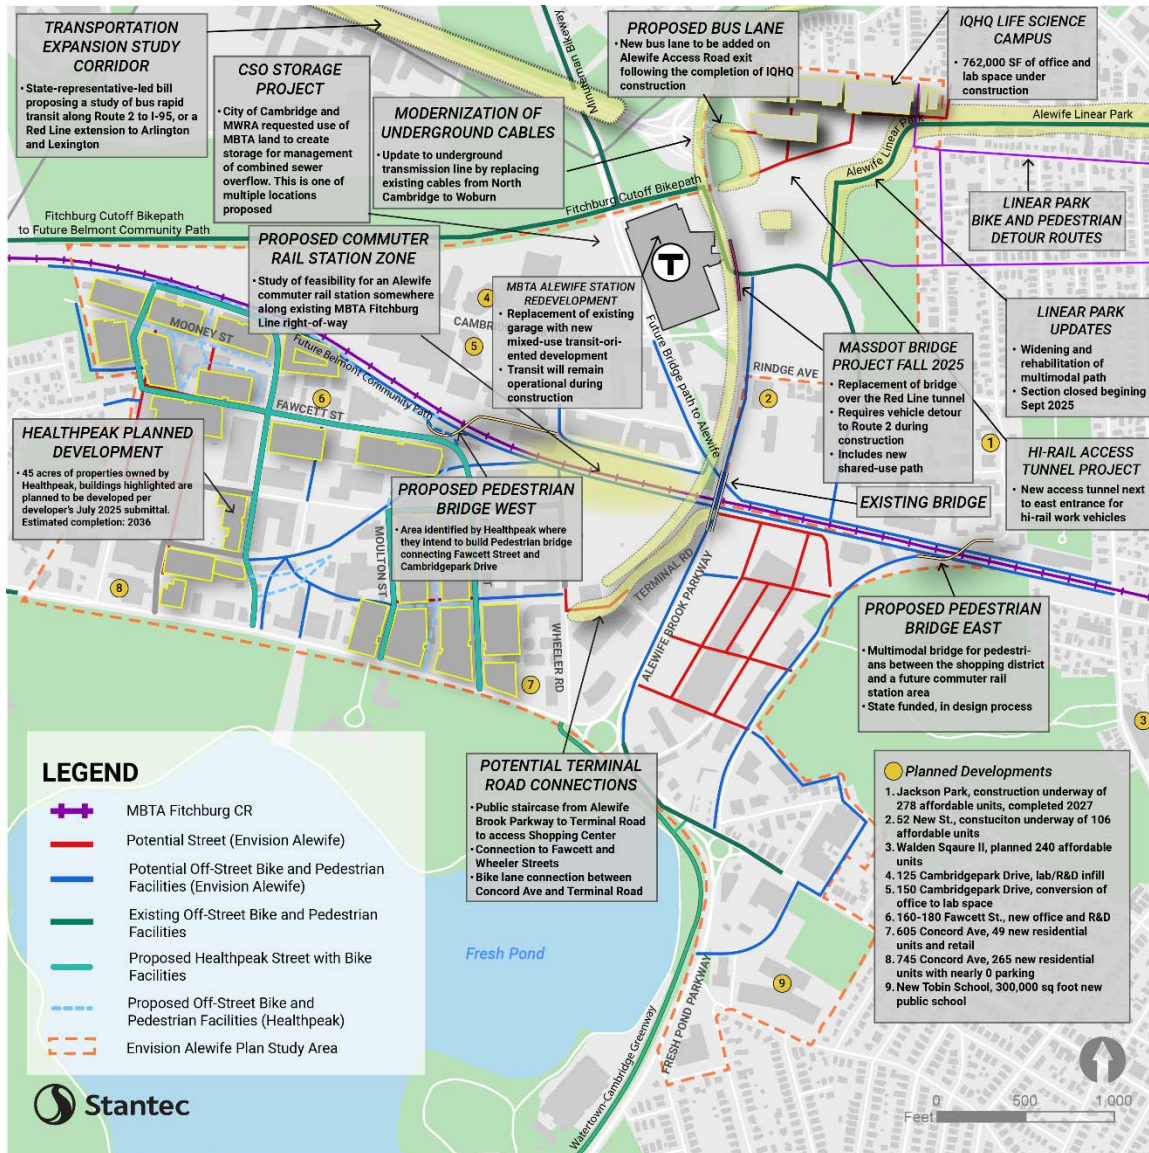 TRANSPORTATION
EXPANSION STUDY
CORRIDOR
• State-representative-led bill
proposing a study of bus rapid
transit along Route 2 to I-95, or a
Red Line extension to Arlington
and Lexington
CSO STORAGE
PROJECT
• City of Cambridge and
MWRA requested use of
MBTA land to create
storage for management
of combined sewer
overflow. This is one of
multiple locations
proposed
MODERNIZATION OF
UNDERGROUND CABLES
• Update to underground
transmission line by replacing
existing cables from North
Cambridge to Woburn
Minuteman Bikeway
PROPOSED BUS LANE
• New bus lane to be added on
Alewife Access Road exit
following the completion of IQHQ
construction
IQHQ LIFE SCIENCE
CAMPUS
• 762,000 SF of office and
lab space under
construction
Alewife Linear Park
Alewife Linear Park
LINEAR PARK
BIKE AND PEDESTRIAN
DETOUR ROUTES
Fitchburg Cutoff Bikepath
to Future Belmont Community Path
Fitchburg Cutoff Bikepath
PROPOSED COMMUTER
RAIL STATION ZONE
• Study of feasibility for an Alewife
commuter rail station somewhere
along existing MBTA Fitchburg
Line right-of-way
T
4
CAMBRI
5
MBTA ALEWIFE STATION
REDEVELOPMENT
• Replacement of existing
garage with new
mixed-use transit-ori-
ented development
• Transit will remain
operational during
construction
Future Bridge path to Alewife
MASSDOT BRIDGE
PROJECT FALL 2025
• Replacement of bridge
over the Red Line tunnel
• Requires vehicle detour
to Route 2 during
construction
• Includes new
shared-use path
LINEAR PARK
UPDATES
• Widening and
rehabilitation of
multimodal path
• Section closed begining
Sept 2025
MOONEY ST
Future Belmont Community Path
RINDGE AVE
6
FAWCETT ST
2
1
HI-RAIL ACCESS
TUNNEL PROJECT
• New access tunnel next
to east entrance for
hi-rail work vehicles
HEALTHPEAK PLANNED
DEVELOPMENT
• 45 acres of properties owned by
Healthpeak, buildings highlighted are
planned to be developed per
developer's July 2025 submittal.
Estimated completion: 2036
PROPOSED PEDESTRIAN
BRIDGE WEST
• Area identified by Healthpeak where
they intend to build Pedestrian bridge
connecting Fawcett Street and
Cambridgepark Drive
EXISTING BRIDGE
MOULTON ST
T
8
TERMINAL RD
ALEWIFE BROOK PARKWAY
WHEELER RD
7
PROPOSED PEDESTRIAN
BRIDGE EAST
• Multimodal bridge for pedestri-
ans between the shopping district
and a future commuter rail
station area
• State funded, in design process
3
POTENTIAL TERMINAL
ROAD CONNECTIONS
• Public staircase from Alewife
Brook Parkway to Terminal Road
to access Shopping Center
• Connection to Fawcett and
Wheeler Streets
• Bike lane connection between
Concord Ave and Terminal Road
Planned Developments
1. Jackson Park, construction underway of
278 affordable units, completed 2027
2. 52 New St., constuciton underway of 106
affordable units
3. Walden Sqaure II, planned 240 affordable
units
4. 125 Cambridgepark Drive, lab/R&D infill
5. 150 Cambridgepark Drive, conversion of
office to lab space
6. 160-180 Fawcett St., new office and R&D
7. 605 Concord Ave, 49 new residential
units and retail
8. 745 Concord Ave, 265 new residential
units with nearly 0 parking
9. New Tobin School, 300,000 sq foot new
public school
LEGEND
MBTA Fitchburg CR
Potential Street (Envision Alewife)
Potential Off-Street Bike and Pedestrian
Facilities (Envision Alewife)
Existing Off-Street Bike and Pedestrian
Facilities
Proposed Healthpeak Street with Bike
Facilities
Proposed Off-Street Bike and
Pedestrian Facilities (Healthpeak)
Envision Alewife Plan Study Area
Fresh Pond
9
FRESH POND PARKWAY
Watertown-Cambridge Greenway
Stantec
0 500 1,000
Feet